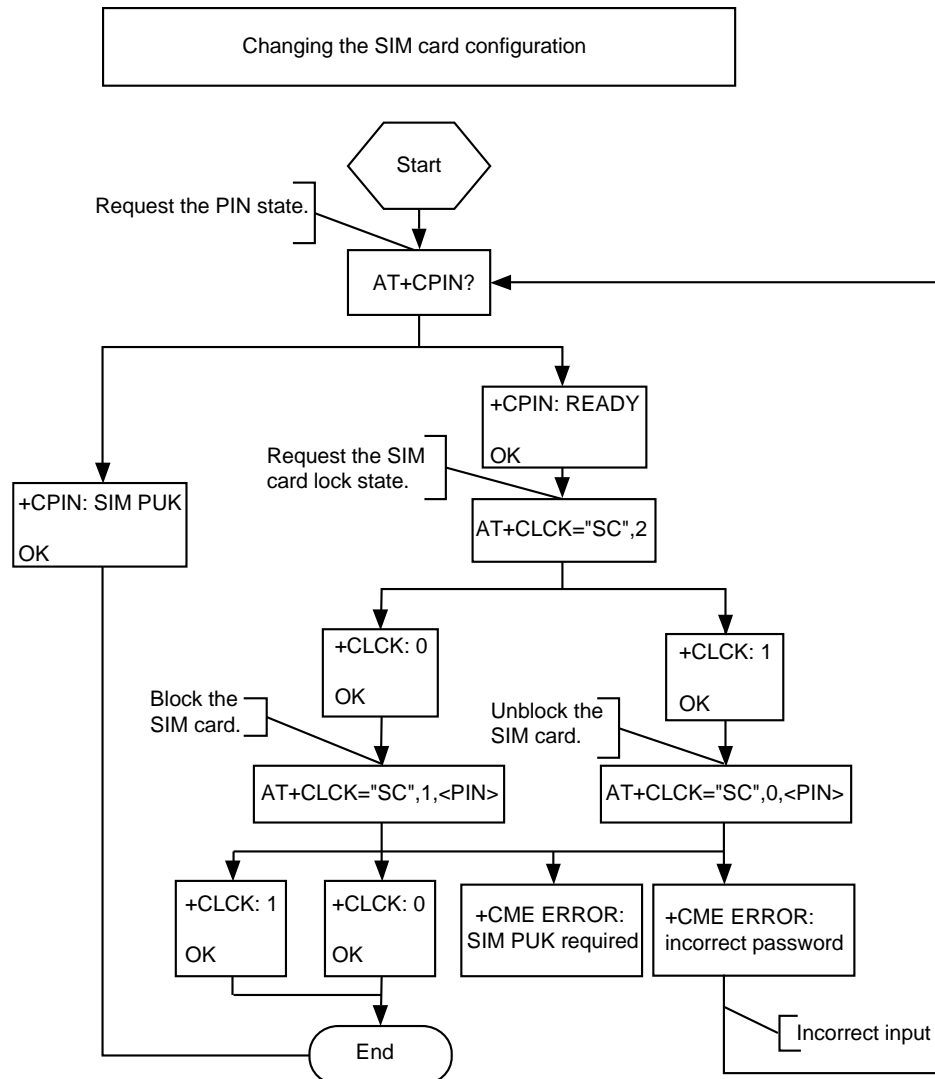 Changing the SIM card configuration
Start
Request the PIN state.
AT+CPIN?
+CPIN: READY
OK
Request the SIM
card lock state.
+CPIN: SIM PUK
OK
AT+CLCK="SC",2
+CLCK: 0
OK
+CLCK: 1
OK
Block the
SIM card.
Unblock the
SIM card.
AT+CLCK="SC",1,<PIN>
AT+CLCK="SC",0,<PIN>
+CLCK: 1
OK
+CLCK: 0
OK
+CME ERROR:
SIM PUK required
+CME ERROR:
incorrect password
Incorrect input
End